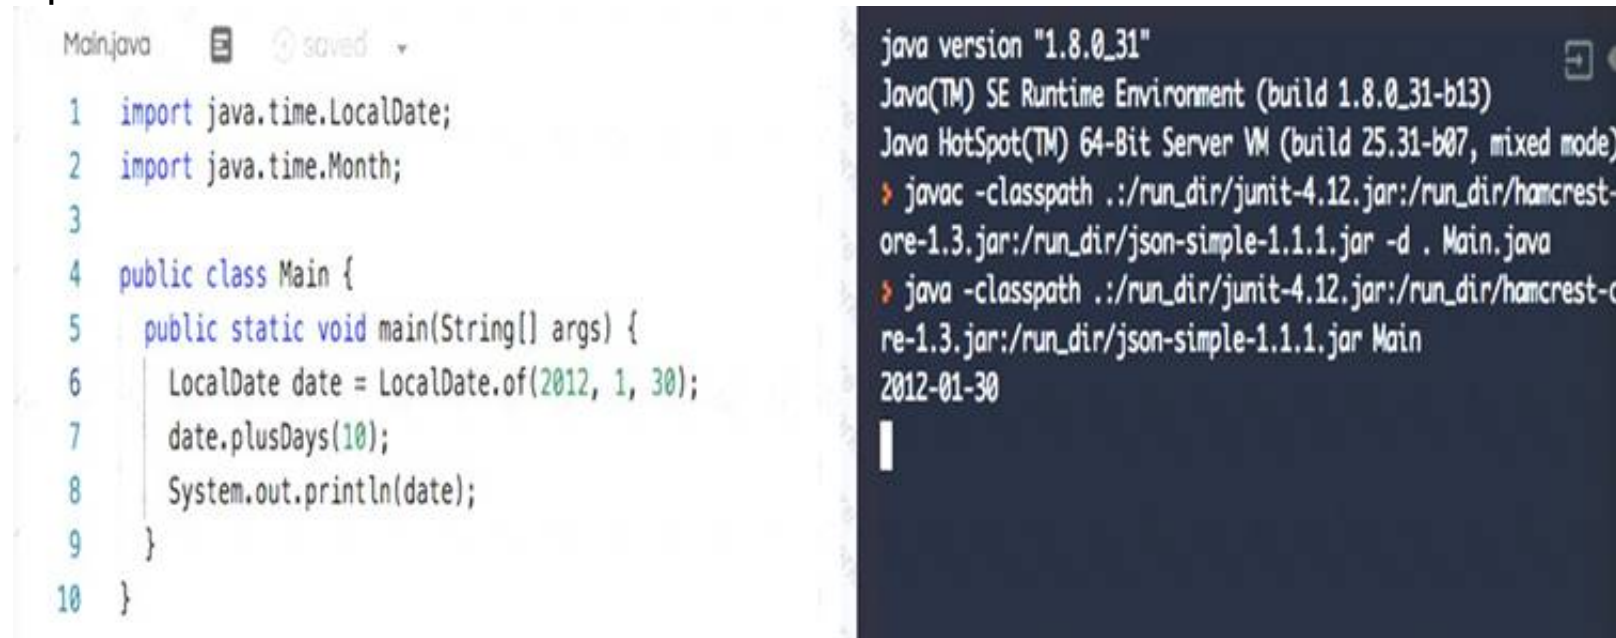 Main.java saved
1 import java.time.LocalDate;
2 import java.time.Month;
3
4 public class Main {
5 public static void main(String[] args) {
6 LocalDate date = LocalDate.of(2012, 1, 30);
7 date.plusDays(10);
8 System.out.println(date);
9 }
10 }
java version "1.8.0_31"
Java(TM) SE Runtime Environment (build 1.8.0_31-b13)
Java HotSpot(TM) 64-Bit Server VM (build 25.31-b07, mixed mode)
> javac -classpath .:/run_dir/junit-4.12.jar:/run_dir/hamcrest-
ore-1.3.jar:/run_dir/json-simple-1.1.1.jar -d . Main.java
> java -classpath .:/run_dir/junit-4.12.jar:/run_dir/hamcrest-c
re-1.3.jar:/run_dir/json-simple-1.1.1.jar Main
2012-01-30